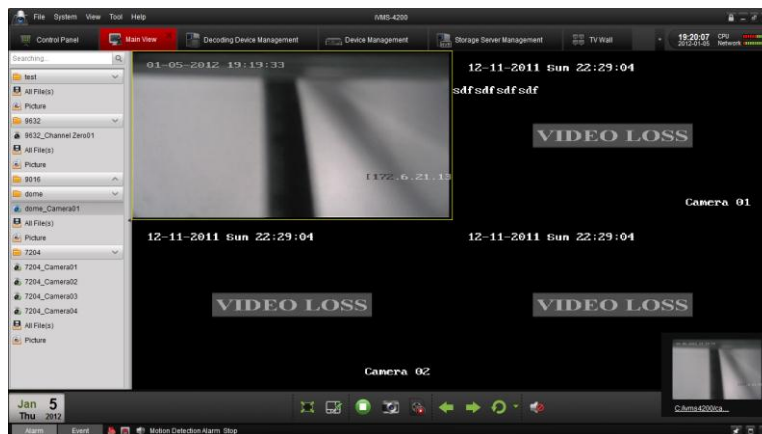 File System View Tool Help
iVMS-4200
Control Panel
Main View
Decoding Device Management
Device Management
Storage Server Management
TV Wall
19:20:07
2012-01-05
CPU
Network
Searching...
test
All File(s)
Picture
9632
9632_Channel Zero01
All File(s)
Picture
9016
dome
dome_Camera01
All File(s)
Picture
7204
7204_Camera01
7204_Camera02
7204_Camera03
7204_Camera04
All File(s)
Picture
01-05-2012 19:19:33
[172.6.21.13
12-11-2011 Sun 22:29:04
sdfsdfsdfsdf
VIDEO LOSS
Camera 01
12-11-2011 Sun 22:29:04
VIDEO LOSS
Camera 02
12-11-2011 Sun 22:29:04
VIDEO LOSS
C:/ivms4200/ca...
Jan 5
Thu 2012
Alarm
Event
Motion Detection Alarm Stop